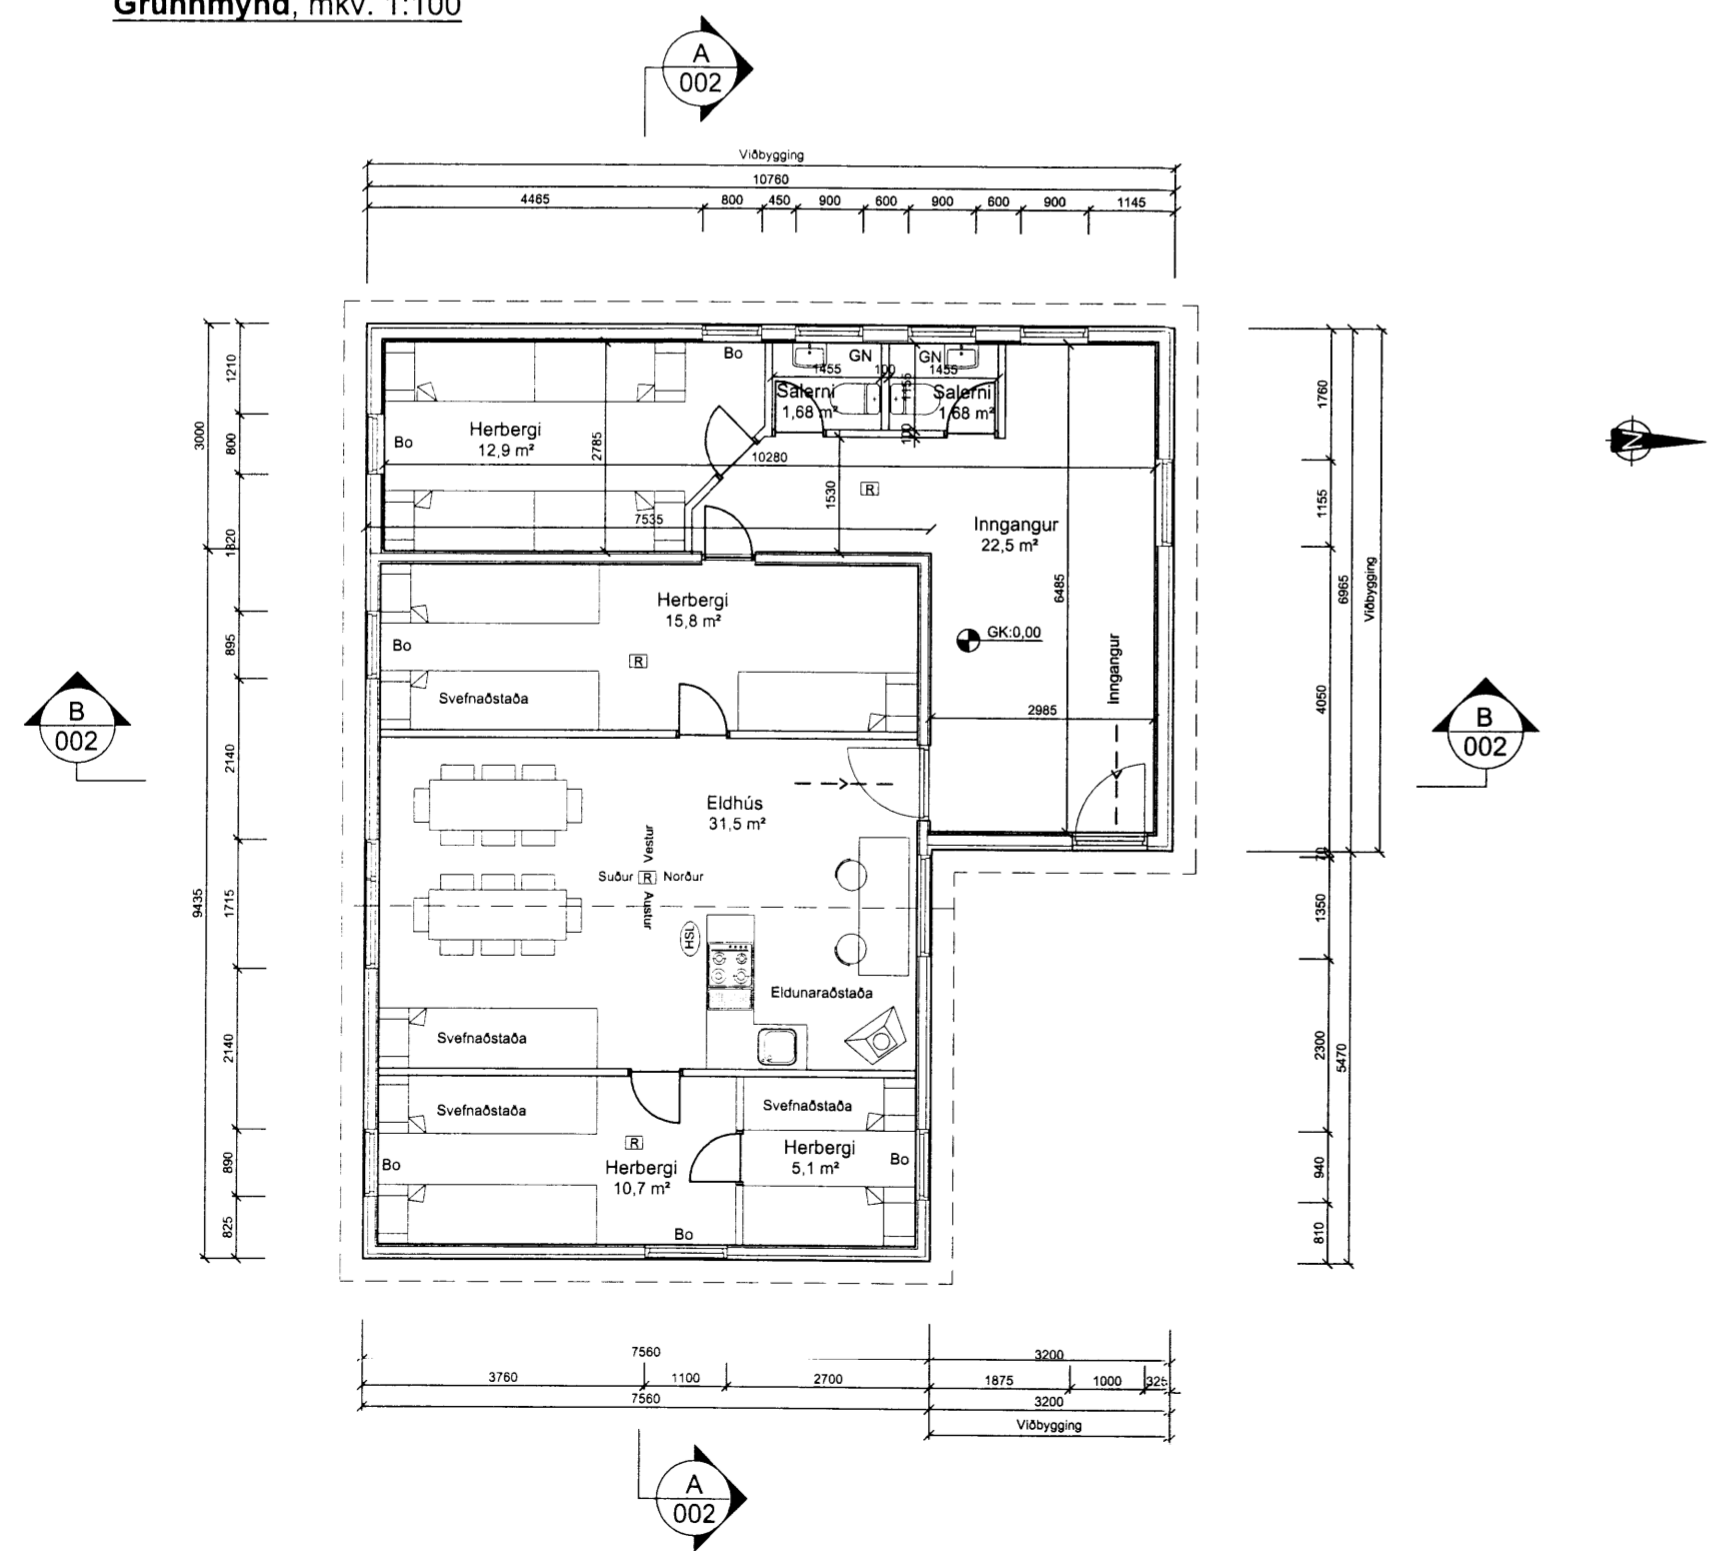 Grunnmynd, mkv. 1:100
A
002
Viðbygging
10760
4465
800
450
900
600
900
600
900
1145
1210
800
1820
895
2140
1715
2140
890
825
3000
9435
Bo
GN
GN
1455
100
1455
1155
Salerni
1,68 m²
Salerni
1,68 m²
Herbergi
12,9 m²
Bo
2785
10280
1530
R
7535
Inngangur
22,5 m²
6485
Herbergi
15,8 m²
Bo
R
Svefnaðstaða
GK:0,00
Inngangur
2985
B
002
B
002
N
1760
1155
4050
70
1350
2300
940
810
6965
5470
Viðbygging
Eldhús
31,5 m²
Vestur
Suður
R
Norður
Austur
HSL
Eldunaraðstaða
Svefnaðstaða
Svefnaðstaða
Svefnaðstaða
R
Bo
Herbergi
10,7 m²
Herbergi
5,1 m²
Bo
Bo
7560
3200
3760
1100
2700
1875
1000
325
7560
3200
Viðbygging
A
002